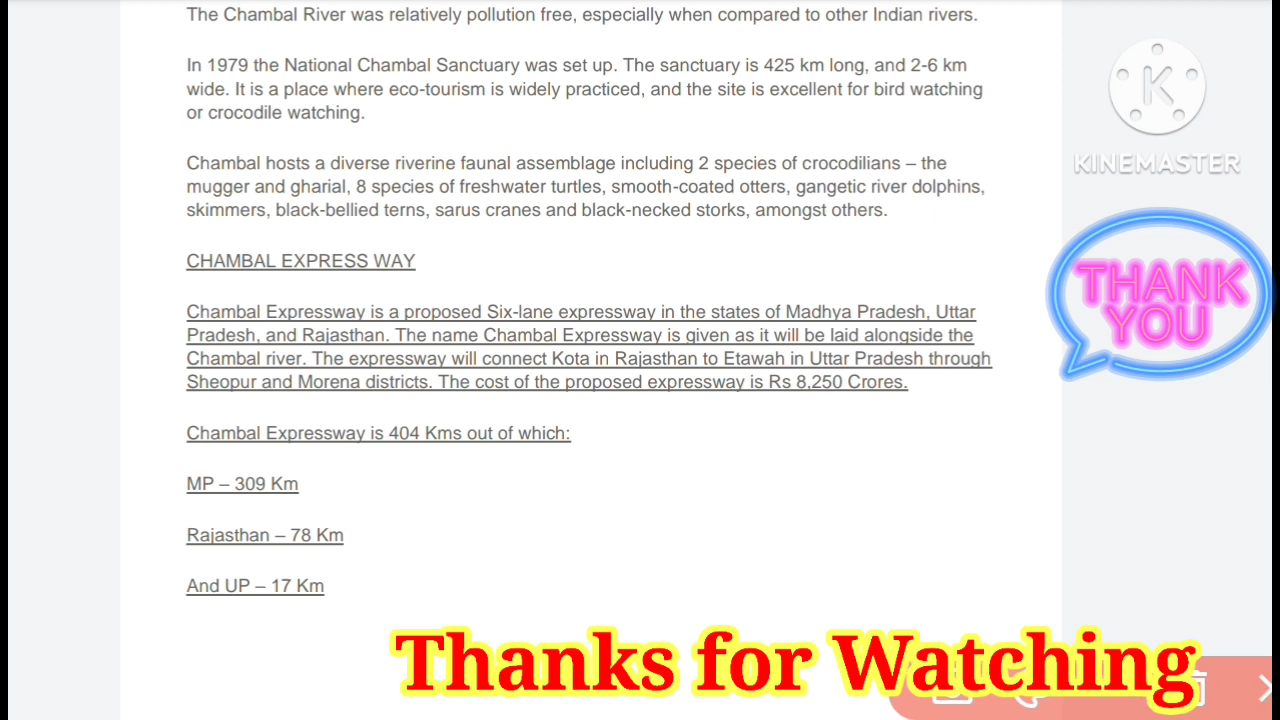 The Chambal River was relatively pollution free, especially when compared to other Indian rivers.
In 1979 the National Chambal Sanctuary was set up. The sanctuary is 425 km long, and 2-6 km
wide. It is a place where eco-tourism is widely practiced, and the site is excellent for bird watching
or crocodile watching.
Chambal hosts a diverse riverine faunal assemblage including 2 species of crocodilians – the
mugger and gharial, 8 species of freshwater turtles, smooth-coated otters, gangetic river dolphins,
skimmers, black-bellied terns, sarus cranes and black-necked storks, amongst others.
CHAMBAL EXPRESS WAY
Chambal Expressway is a proposed Six-lane expressway in the states of Madhya Pradesh, Uttar
Pradesh, and Rajasthan. The name Chambal Expressway is given as it will be laid alongside the
Chambal river. The expressway will connect Kota in Rajasthan to Etawah in Uttar Pradesh through
Sheopur and Morena districts. The cost of the proposed expressway is Rs 8,250 Crores.
Chambal Expressway is 404 Kms out of which:
MP – 309 Km
Rajasthan – 78 Km
And UP – 17 Km
K
KINEMASTER
THANK
YOU
Thanks for Watching